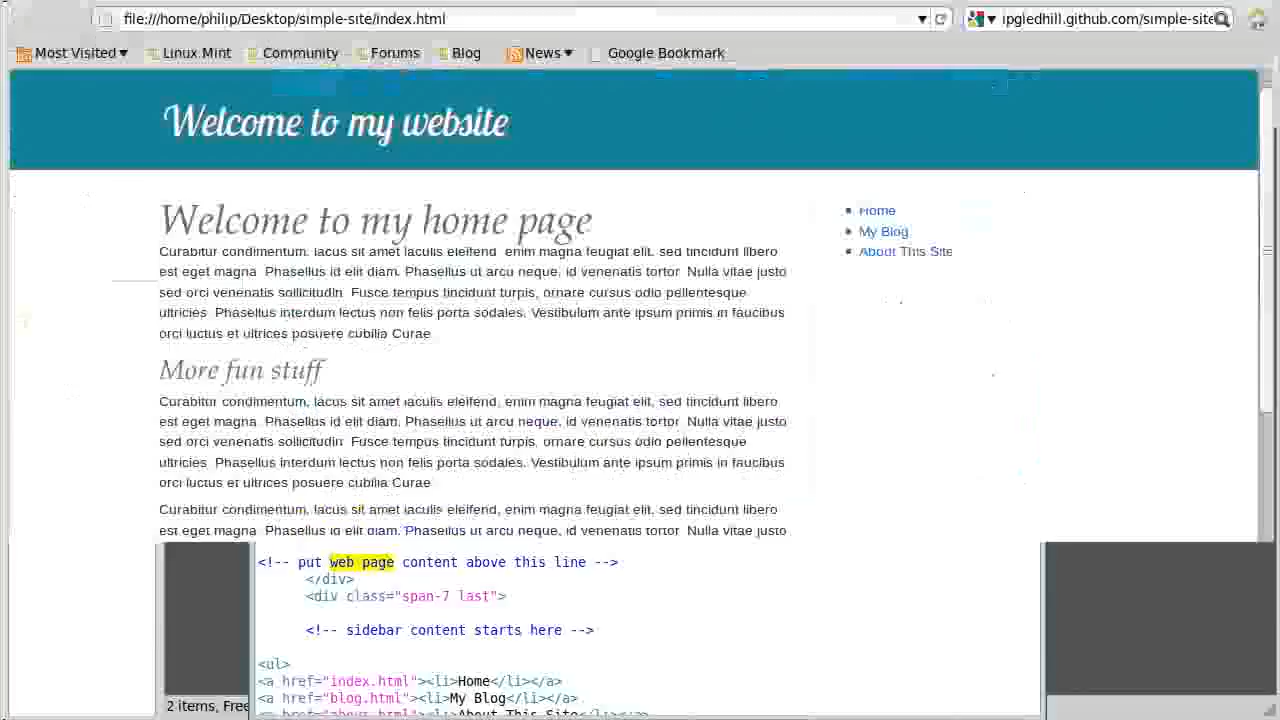 file:///home/philip/Desktop/simple-site/index.html
pgledhill.github.com/simple-site
Most Visited
Linux Mint
Community
Forums
Blog
News
Google Bookmark
Welcome to my website
Welcome to my home page
Curabitur condimentum, lacus sit amet iaculis eleifend, enim magna feugiat elit, sed tincidunt libero
est eget magna. Phasellus id elit diam. Phasellus ut arcu neque, id venenatis tortor. Nulla vitae justo
sed orci venenatis sollicitudin. Fusce tempus tincidunt turpis, ornare cursus odio pellentesque
ultricies. Phasellus interdum lectus non felis porta sodales. Vestibulum ante ipsum primis in faucibus
orci luctus et ultrices posuere cubilia Curae
More fun stuff
Curabitur condimentum, lacus sit amet iaculis eleifend, enim magna feugiat elit, sed tincidunt libero
est eget magna. Phasellus id elit diam. Phasellus ut arcu neque, id venenatis tortor. Nulla vitae justo
sed orci venenatis sollicitudin. Fusce tempus tincidunt turpis, ornare cursus odio pellentesque
ultricies. Phasellus interdum lectus non felis porta sodales. Vestibulum ante ipsum primis in faucibus
orci luctus et ultrices posuere cubilia Curae
Curabitur condimentum, lacus sit amet iaculis eleifend, enim magna feugiat elit, sed tincidunt libero
est eget magna. Phasellus id elit diam. Phasellus ut arcu neque, id venenatis tortor. Nulla vitae justo
Home
My Blog
About This Site
<!-- put web page content above this line -->
</div>
<div class="span-7 last">
<!-- sidebar content starts here -->
<ul>
<a href="index.html"><li>Home</li></a>
<a href="blog.html"><li>My Blog</li></a>
<a href="about.html"><li>About This Site</li></a>
2 items, Free